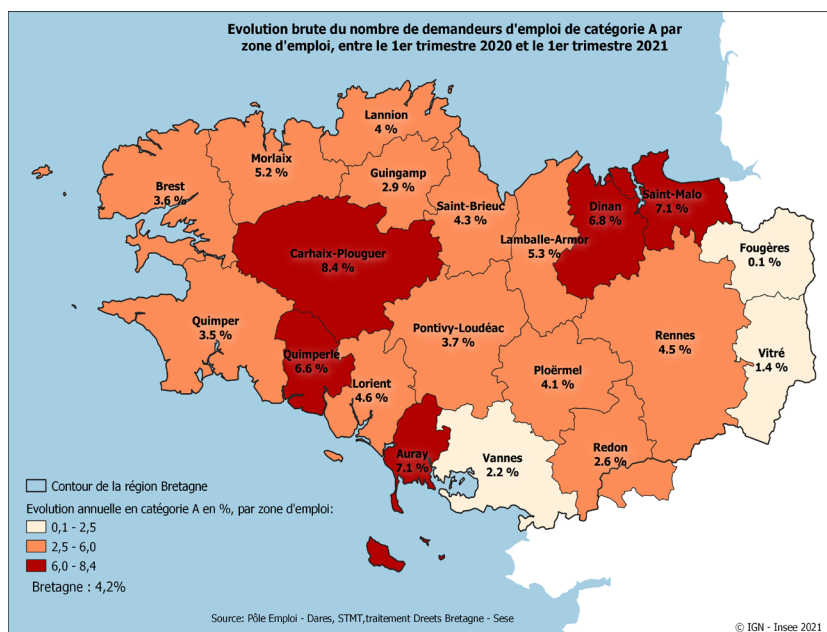 Evolution brute du nombre de demandeurs d'emploi de catégorie A par
zone d'emploi, entre le 1er trimestre 2020 et le 1er trimestre 2021
Lannion
4 %
Morlaix
5.2 %
Guingamp
2.9 %
Brest
3.6 %
Saint-Brieuc
4.3 %
Dinan
6.8 %
Saint-Malo
7.1 %
Lamballe-Armor
5.3 %
Fougères
0.1 %
Carhaix-Plouguer
8.4 %
Quimper
3.5 %
Pontivy-Loudéac
3.7 %
Rennes
4.5 %
Vitré
1.4 %
Quimperlé
6.6 %
Ploërmel
4.1 %
Lorient
4.6 %
Auray
7.1 %
Vannes
2.2 %
Redon
2.6 %
Contour de la région Bretagne
Evolution annuelle en catégorie A en %, par zone d'emploi:
0,1 - 2,5
2,5 - 6,0
6,0 - 8,4
Bretagne : 4,2%
Source: Pôle Emploi - Dares, STMT,traitement Dreets Bretagne - Sese
© IGN - Insee 2021